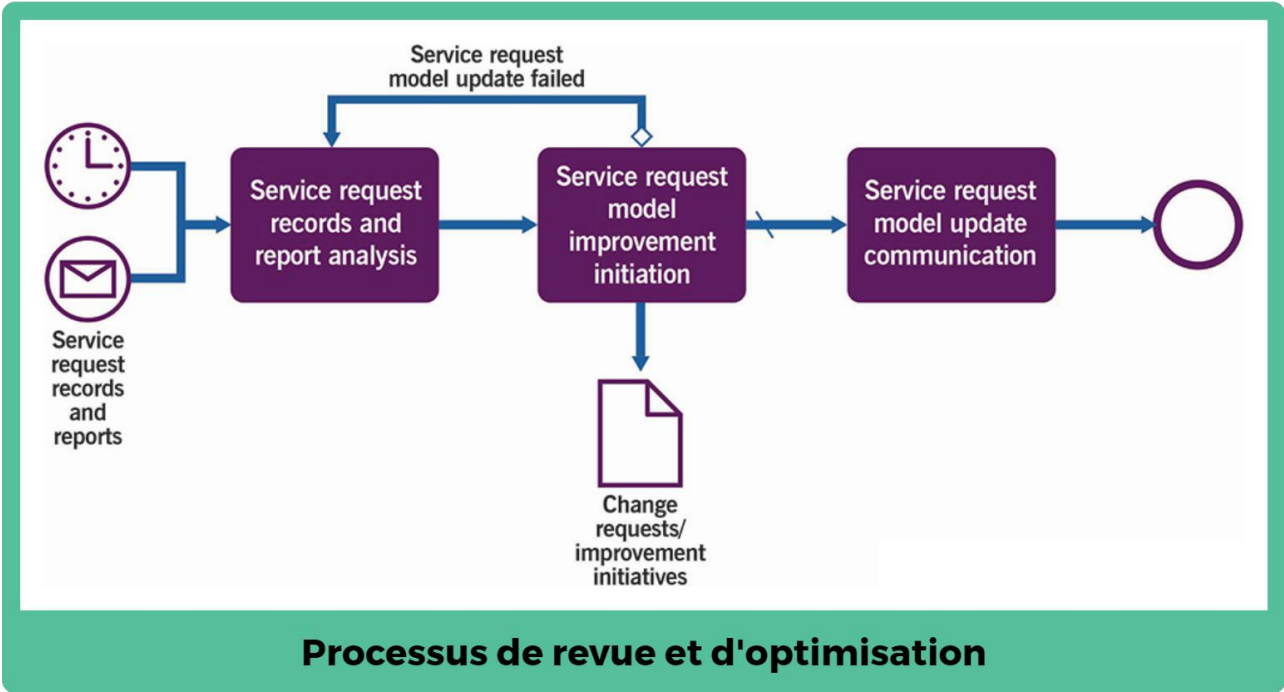 Service request
model update failed
Service request
records and
report analysis
Service request
model
improvement
initiation
Service request
model update
communication
Service
request
records
and
reports
Change
requests/
improvement
initiatives
Processus de revue et d'optimisation